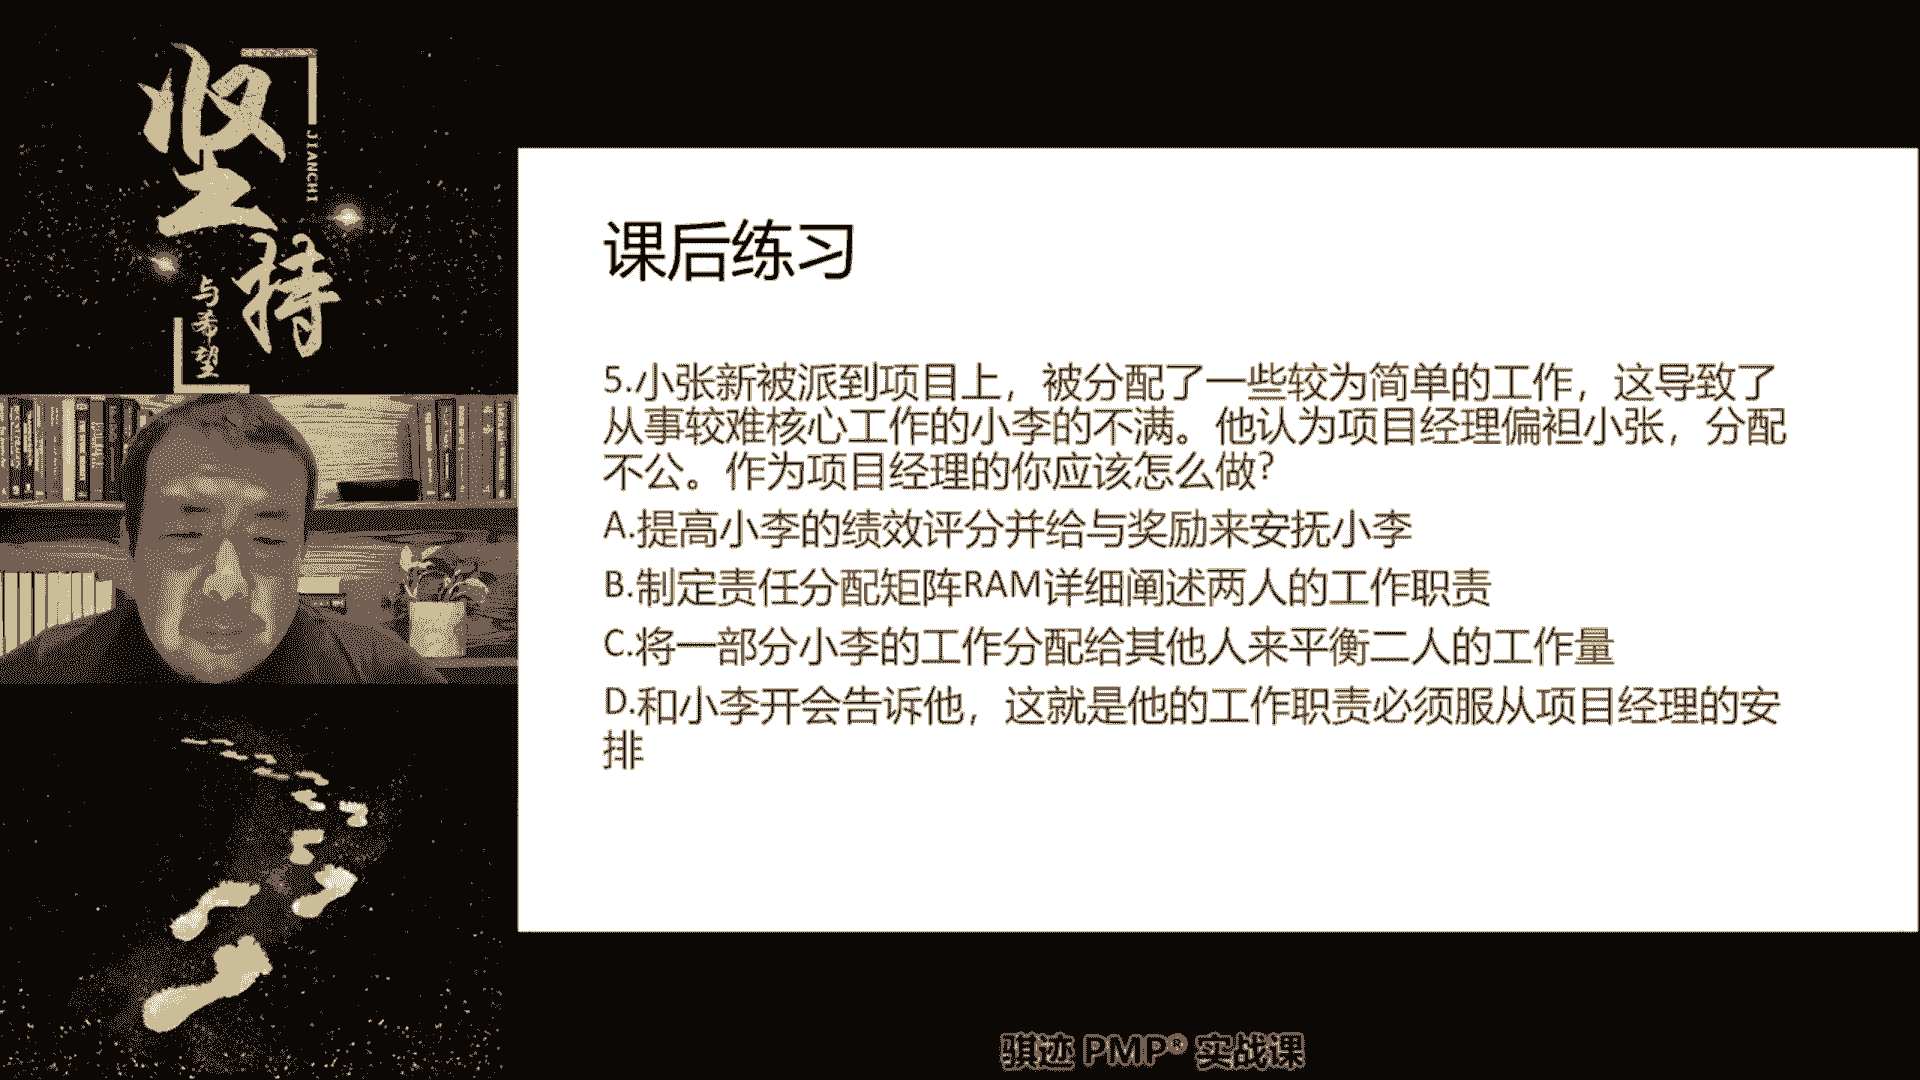 坚持
JIANCHI
与希望
课后练习
5.小张新被派到项目上，被分配了一些较为简单的工作，这导致了
从事较难核心工作的小李的不满。他认为项目经理偏袒小张，分配
不公。作为项目经理的你应该怎么做?
A.提高小李的绩效评分并给与奖励来安抚小李
B.制定责任分配矩阵RAM详细阐述两人的工作职责
C.将一部分小李的工作分配给其他人来平衡二人的工作量
D.和小李开会告诉他，这就是他的工作职责必须服从项目经理的安
排
骐迹 PMP® 实战课